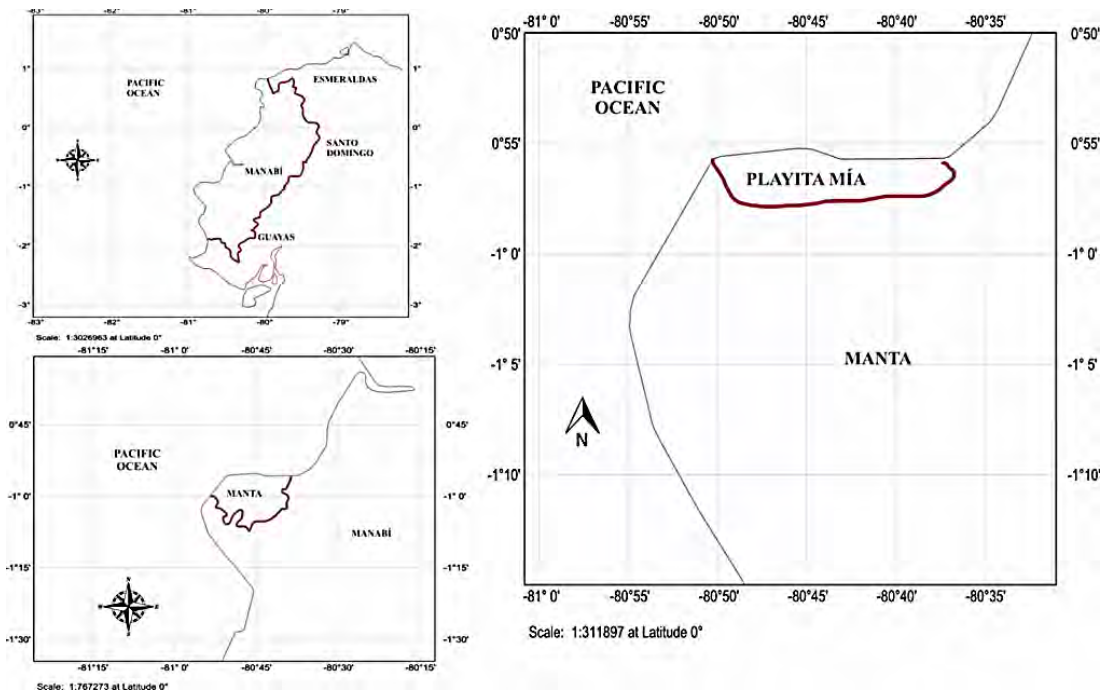 -83° -82° -81° -80° -79°
1° 1°
0° 0°
-1° -1°
-2° -2°
-3° -3°
PACIFIC
OCEAN
ESMERALDAS
SANTO
DOMINGO
MANABÍ
GUAYAS
-83° -82° -81° -80° -79°
Scale: 1:3026963 at Latitude 0°
-81°15' -81° 0' -80°45' -80°30' -80°15'
0°45' 0°45'
-1° 0' -1° 0'
-1°15' -1°15'
-1°30' -1°30'
PACIFIC
OCEAN
MANTA
MANABÍ
N
-81°15' -81° 0' -80°45' -80°30' -80°15'
Scale: 1:767273 at Latitude 0°
-81° 0' -80°55' -80°50' -80°45' -80°40' -80°35'
0°50' 0°50'
0°55' 0°55'
-1° 0' -1° 0'
-1° 5' -1° 5'
-1°10' -1°10'
PACIFIC
OCEAN
PLAYITA MÍA
MANTA
N
-81° 0' -80°55' -80°50' -80°45' -80°40' -80°35'
Scale: 1:311897 at Latitude 0°